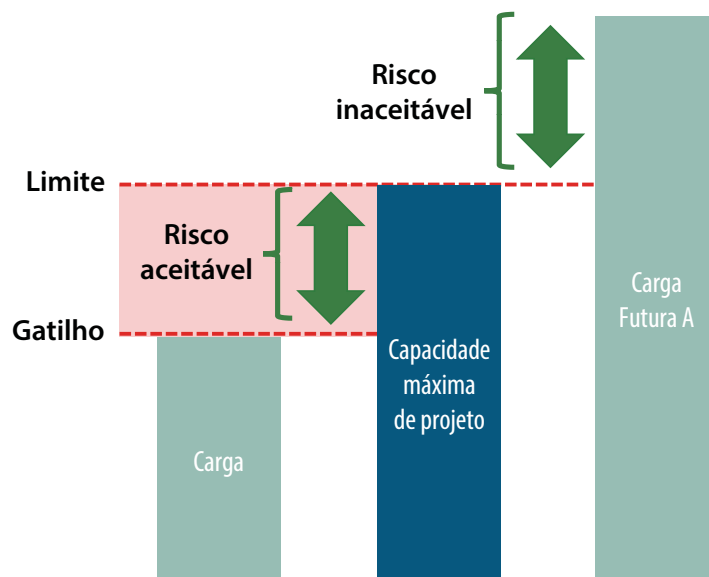 Risco
inaceitável
Limite
Risco
aceitável
Gatilho
Carga
Futura A
Capacidade
máxima
de projeto
Carga